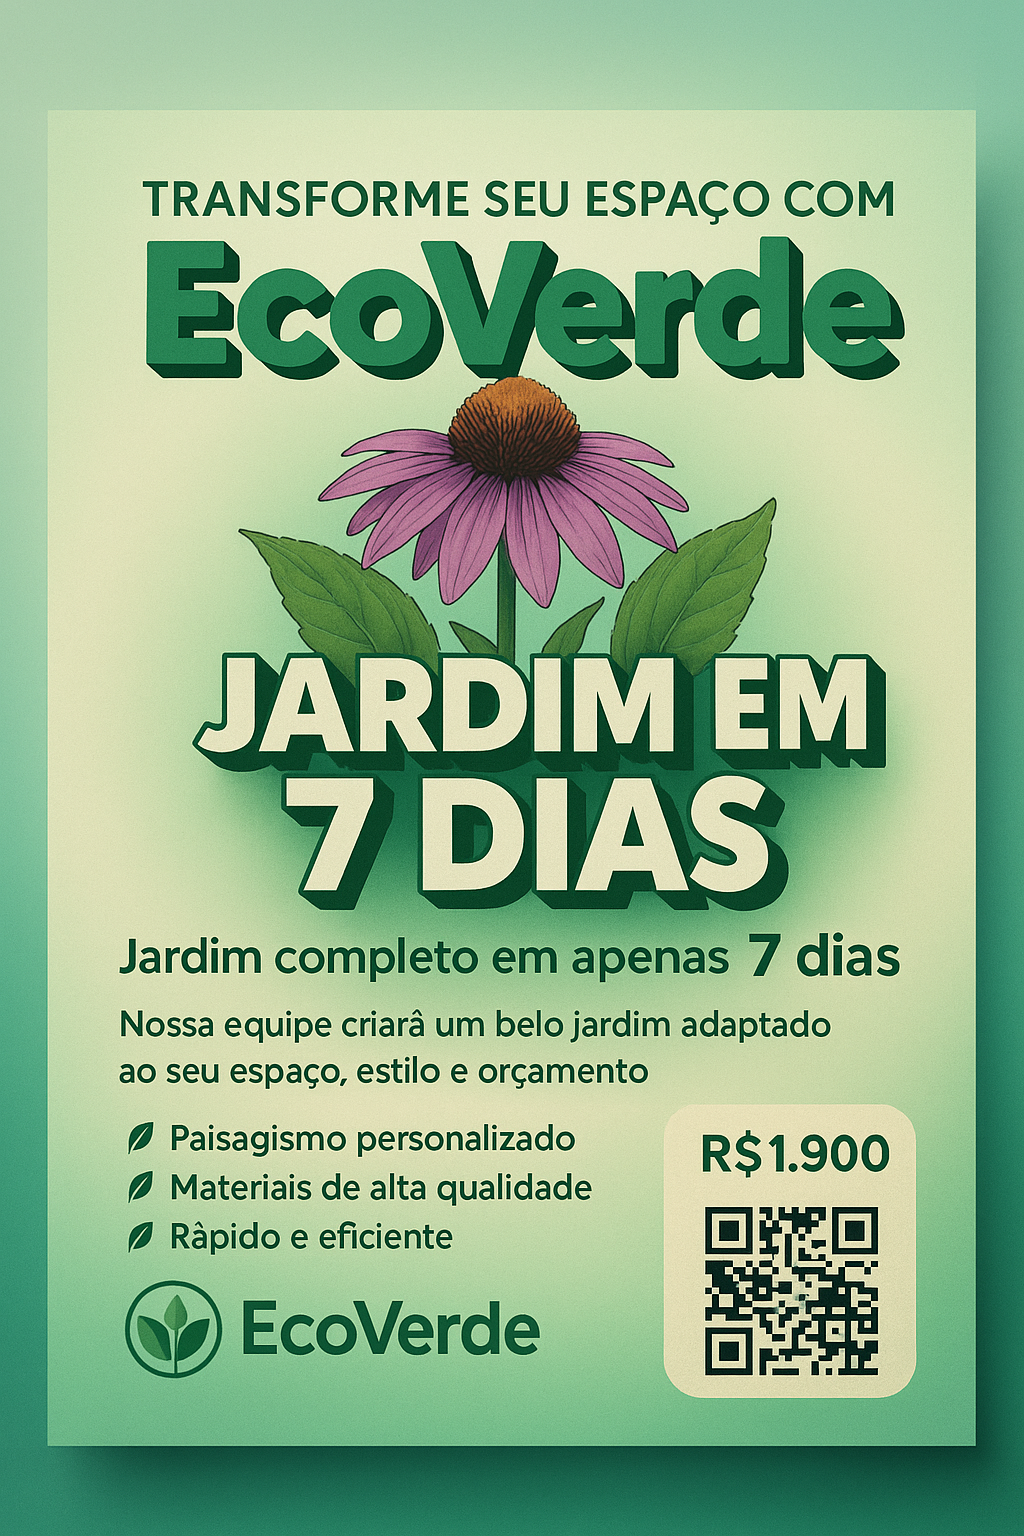 TRANSFORME SEU ESPAÇO COM
EcoVerde
JARDIM EM
7 DIAS
Jardim completo em apenas 7 dias
Nossa equipe criarâ um belo jardim adaptado
ao seu espaço, estilo e orçamento
Paisagismo personalizado
Materiais de alta qualidade
Ràpido e eficiente
EcoVerde
R$1.900